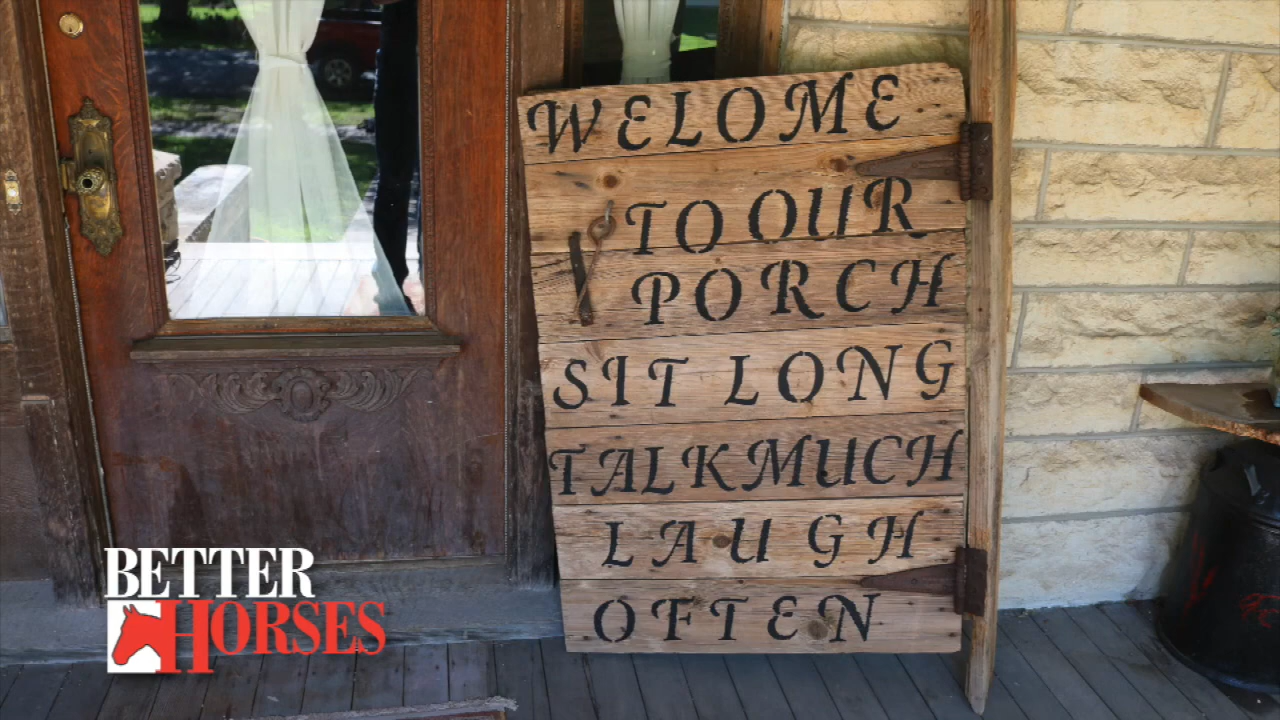 WELOME
TO OUR
PORCH
SIT LONG
TALK MUCH
LAUGH
OFTEN
BETTER
HORSES